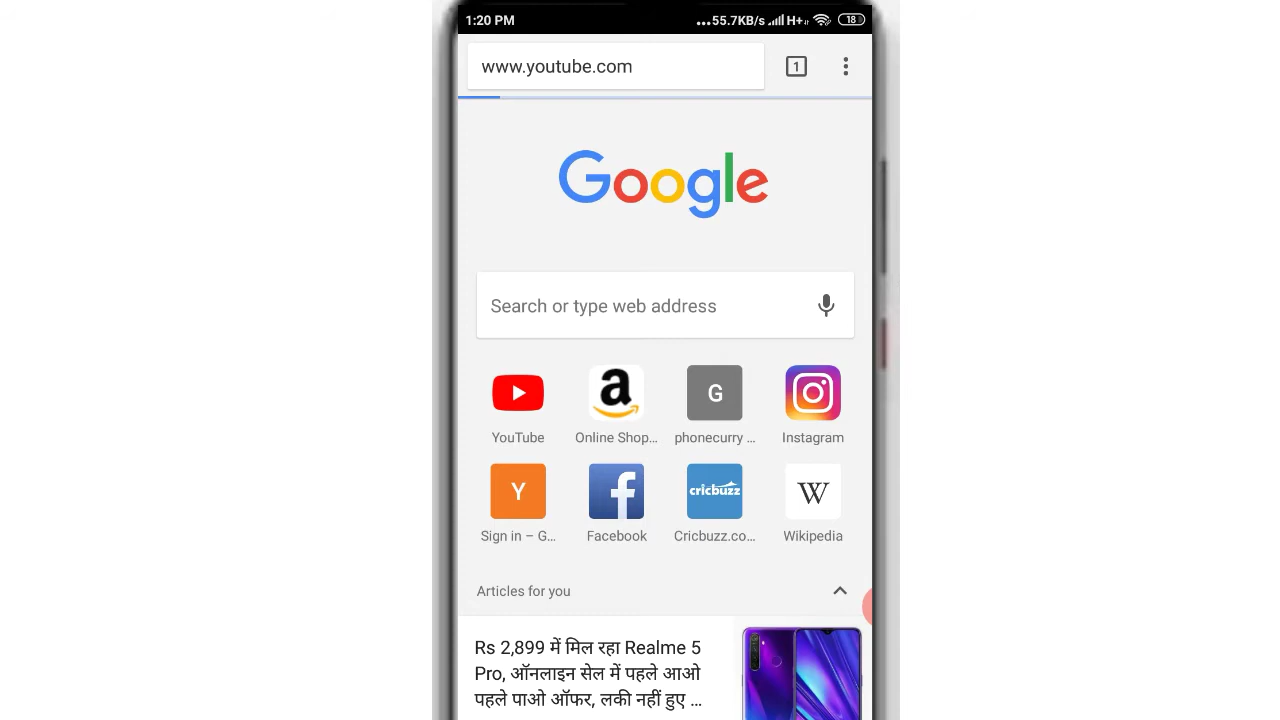 1:20 PM ...55.7KB/s H+ 18
www.youtube.com 1
Google
Search or type web address
a G
YouTube Online Shop... phonecurry ... Instagram
Y f cricbuzz W
Sign in – G... Facebook Cricbuzz.co... Wikipedia
Articles for you
Rs 2,899 में मिल रहा Realme 5
Pro, ऑनलाइन सेल में पहले आओ
पहले पाओ ऑफर, लकी नहीं हुए ...